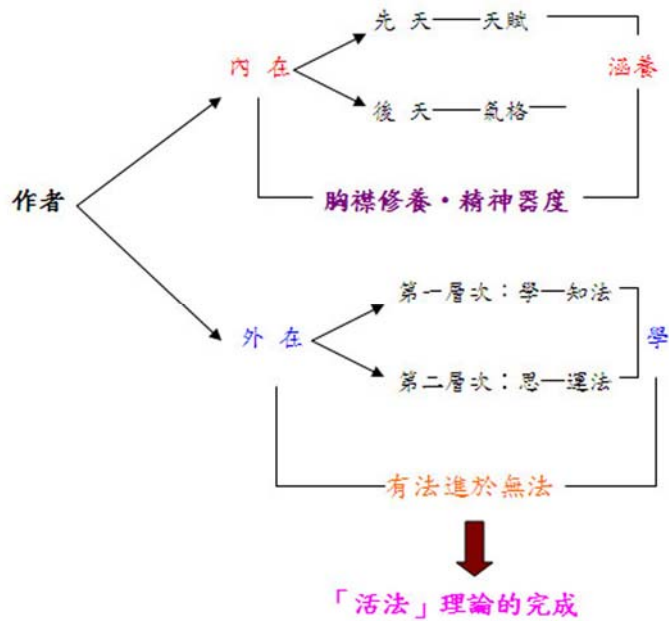 先天——天賦
內在
涵養
後天——氣格
作者
胸襟修養·精神器度
第一層次：學—知法
外在
學
第二層次：思—運法
有法進於無法
「活法」理論的完成